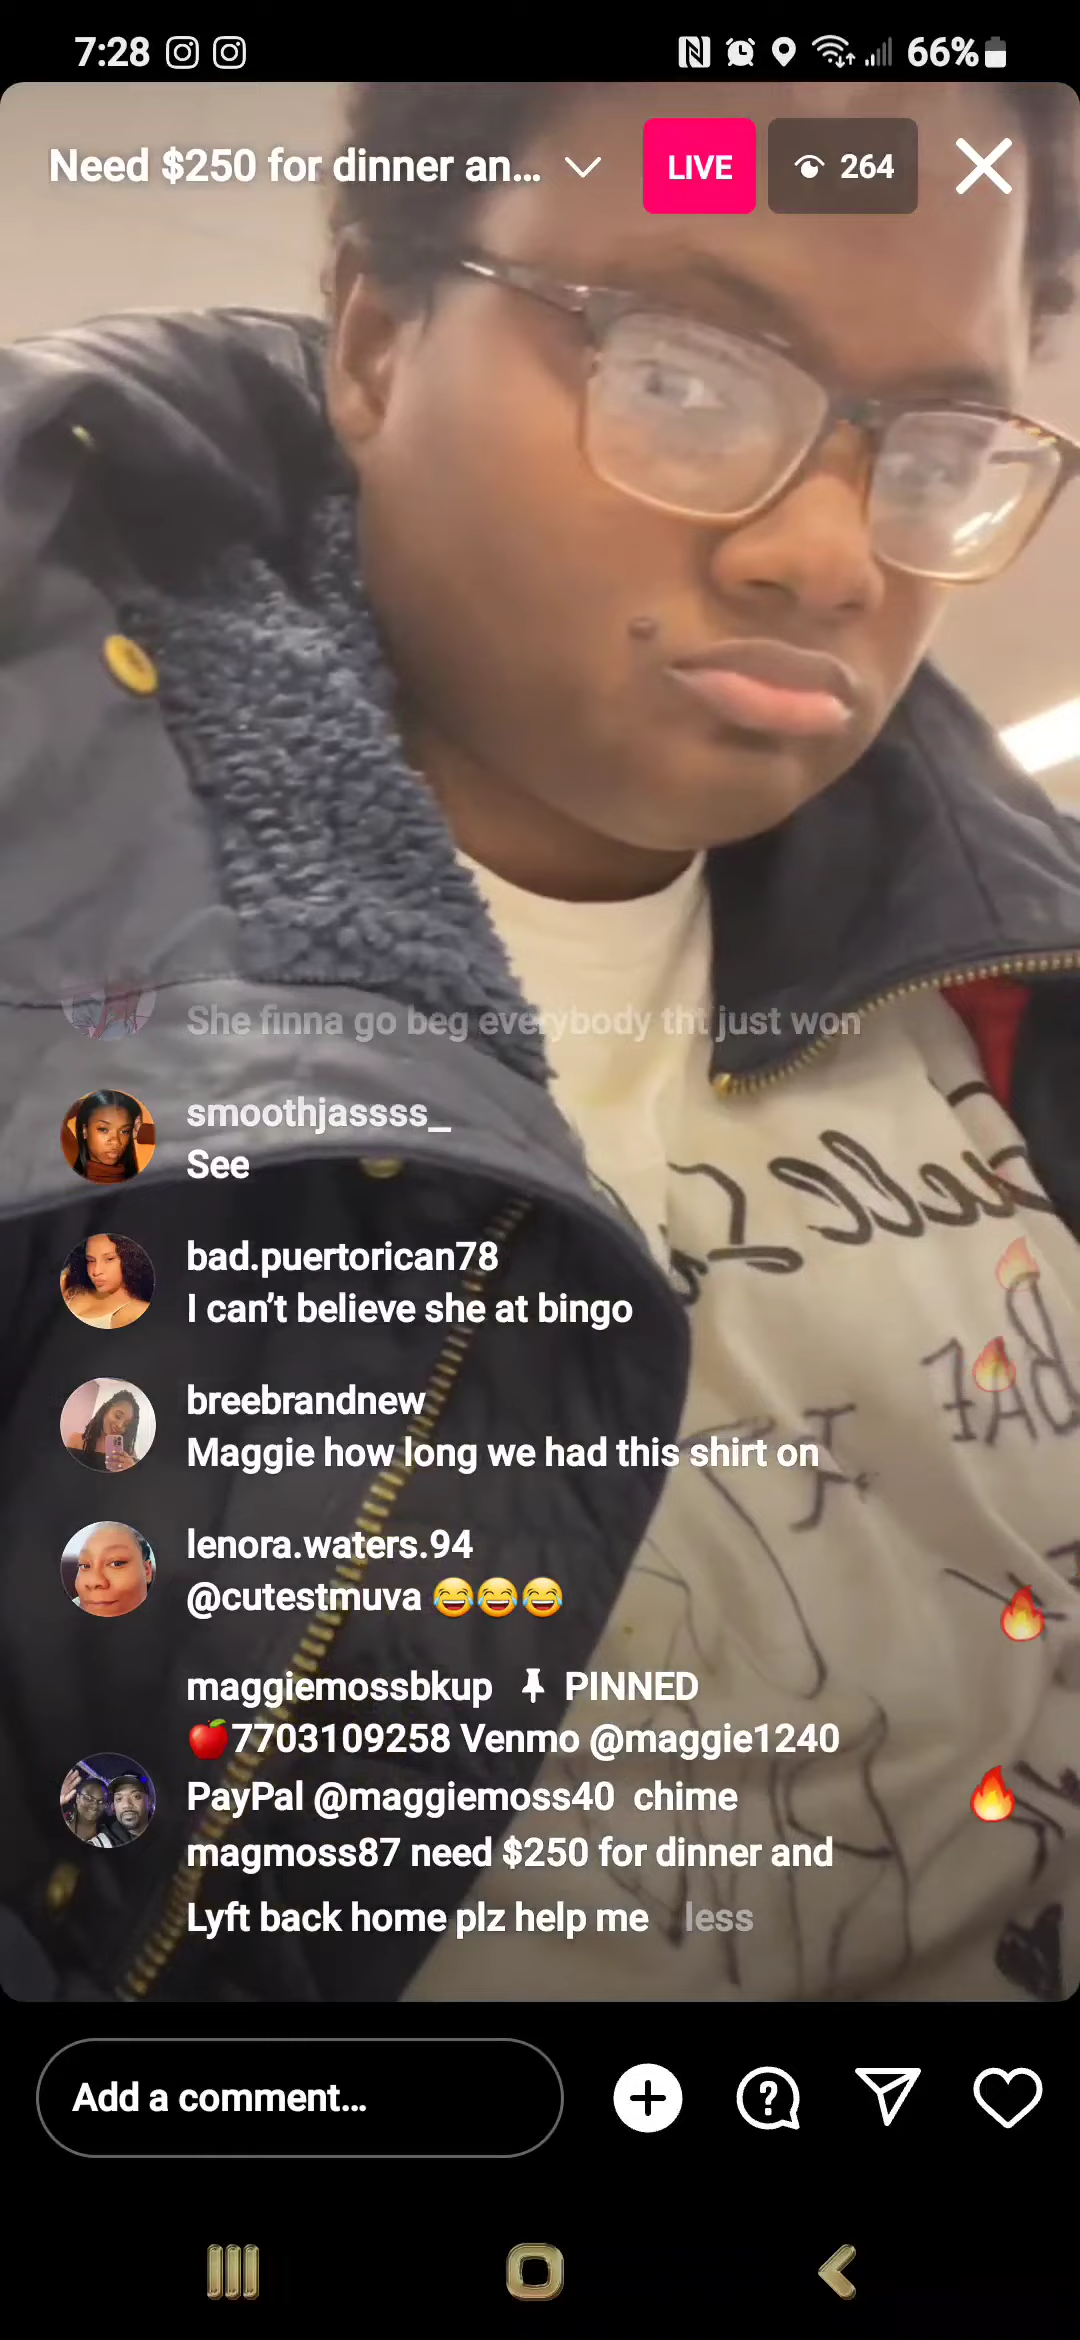 7:28 66%
Need $250 for dinner an... LIVE 264
She finna go beg everybody tht just won
smoothjassss_
See
bad.puertorican78
I can't believe she at bingo
breebrandnew
Maggie how long we had this shirt on
lenora.waters.94
@cutestmuva 😂😂😂
maggiemossbkup 📌 PINNED
🍎7703109258 Venmo @maggie1240
PayPal @maggiemoss40 chime
magmoss87 need $250 for dinner and
Lyft back home plz help me less
Add a comment...